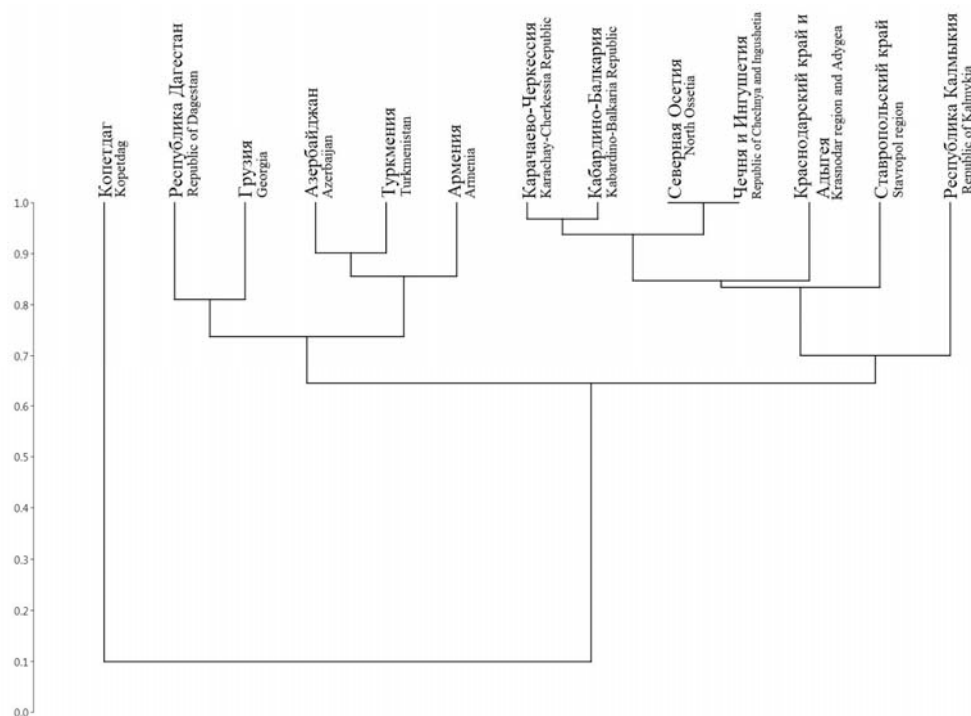 Копетдаг
Kopetdag
Республика Дагестан
Republic of Dagestan
Грузия
Georgia
Азербайджан
Azerbaijan
Туркмения
Turkmenistan
Армения
Armenia
Карачаево-Черкессия
Karachay-Cherkessia Republic
Кабардино-Балкария
Kabardino-Balkaria Republic
Северная Осетия
North Ossetia
Чечня и Ингушетия
Republic of Chechnya and Ingushetia
Краснодарский край и
Адыгея
Krasnodar region and Adygea
Ставропольский край
Stavropol region
Республика Калмыкия
Republic of Kalmykia
1.0
0.9
0.8
0.7
0.6
0.5
0.4
0.3
0.2
0.1
0.0